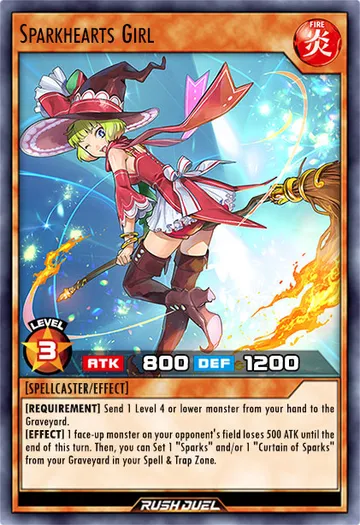 SPARKHEARTS GIRL
FIRE
炎
LEVEL
3
ATK 800 DEF 1200
[SPELLCASTER/EFFECT]
[REQUIREMENT] Send 1 Level 4 or lower monster from your hand to the
Graveyard.
[EFFECT] 1 face-up monster on your opponent's field loses 500 ATK until the
end of this turn. Then, you can Set 1 "Sparks" and/or 1 "Curtain of Sparks"
from your Graveyard in your Spell & Trap Zone.
RUSH DUEL